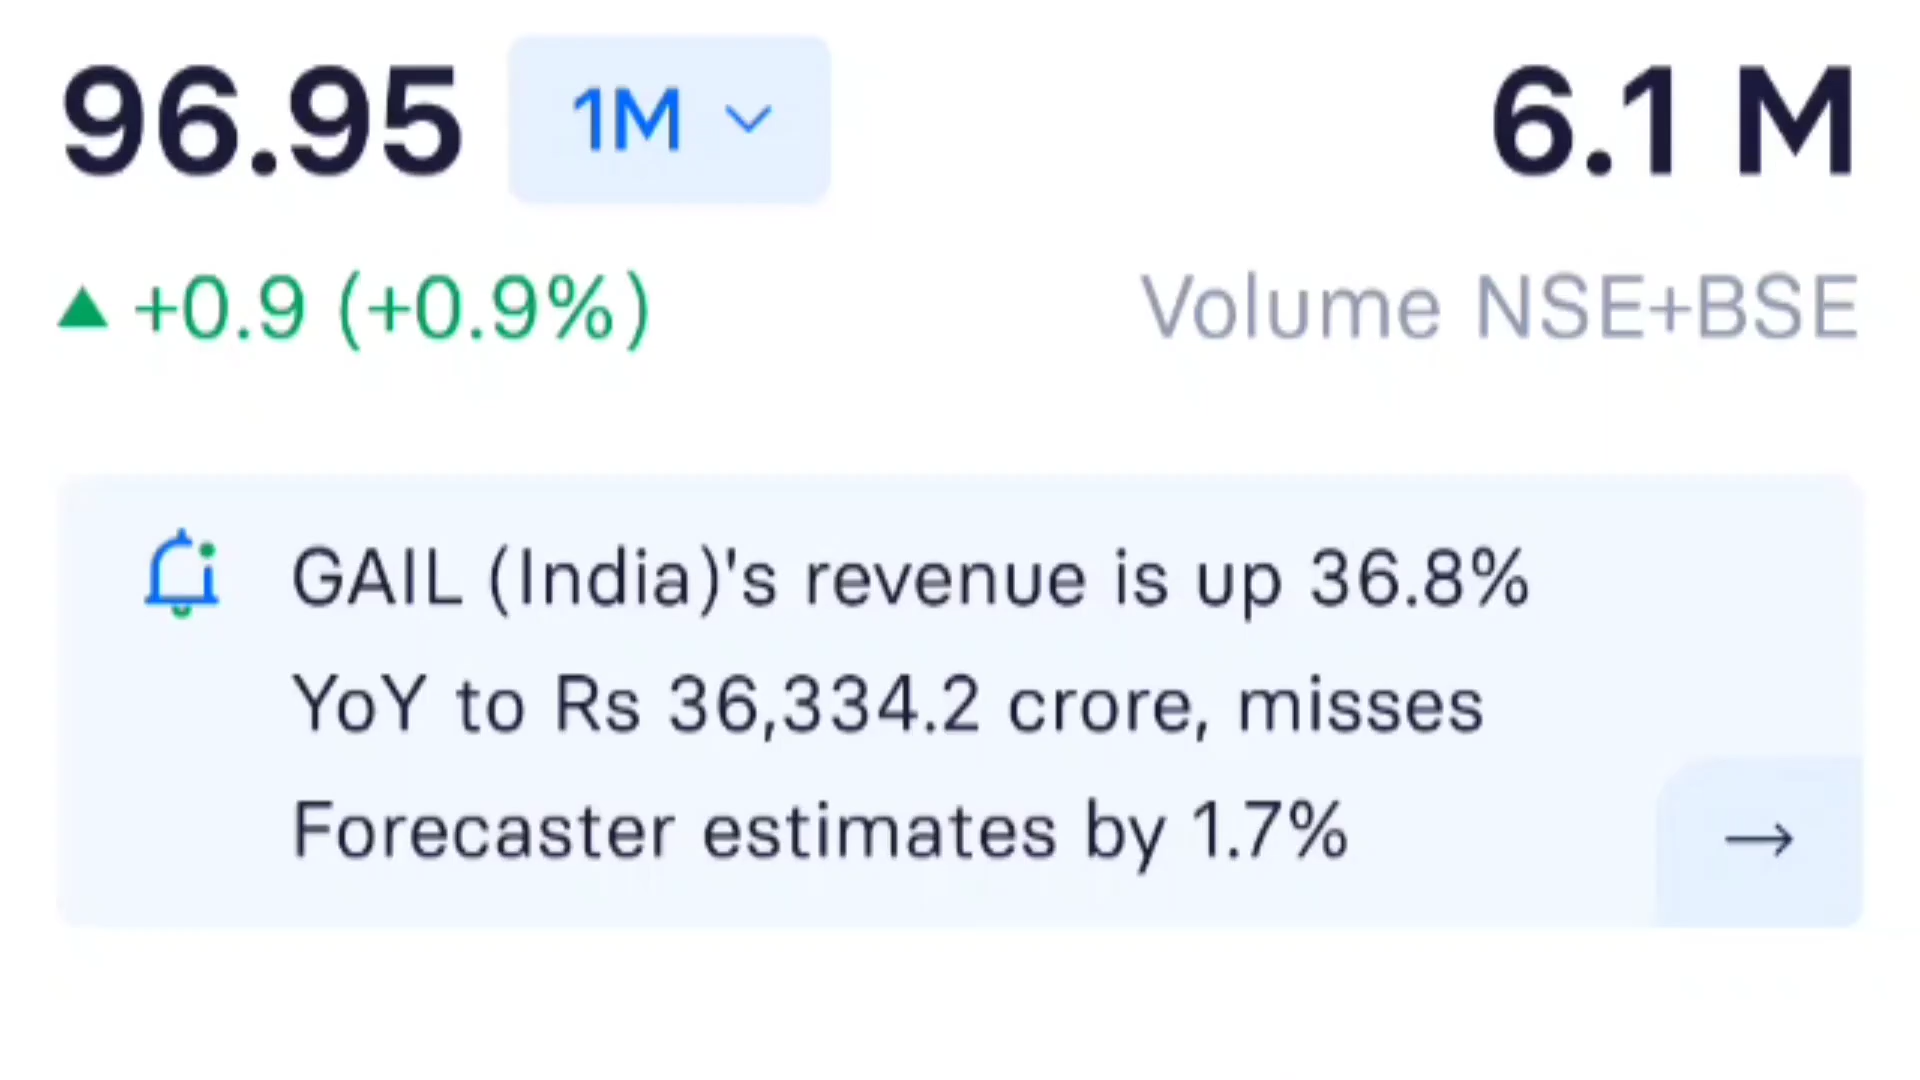 96.95 1M 6.1 M
▲ +0.9 (+0.9%) Volume NSE+BSE
GAIL (India)'s revenue is up 36.8%
YoY to Rs 36,334.2 crore, misses
Forecaster estimates by 1.7%
→